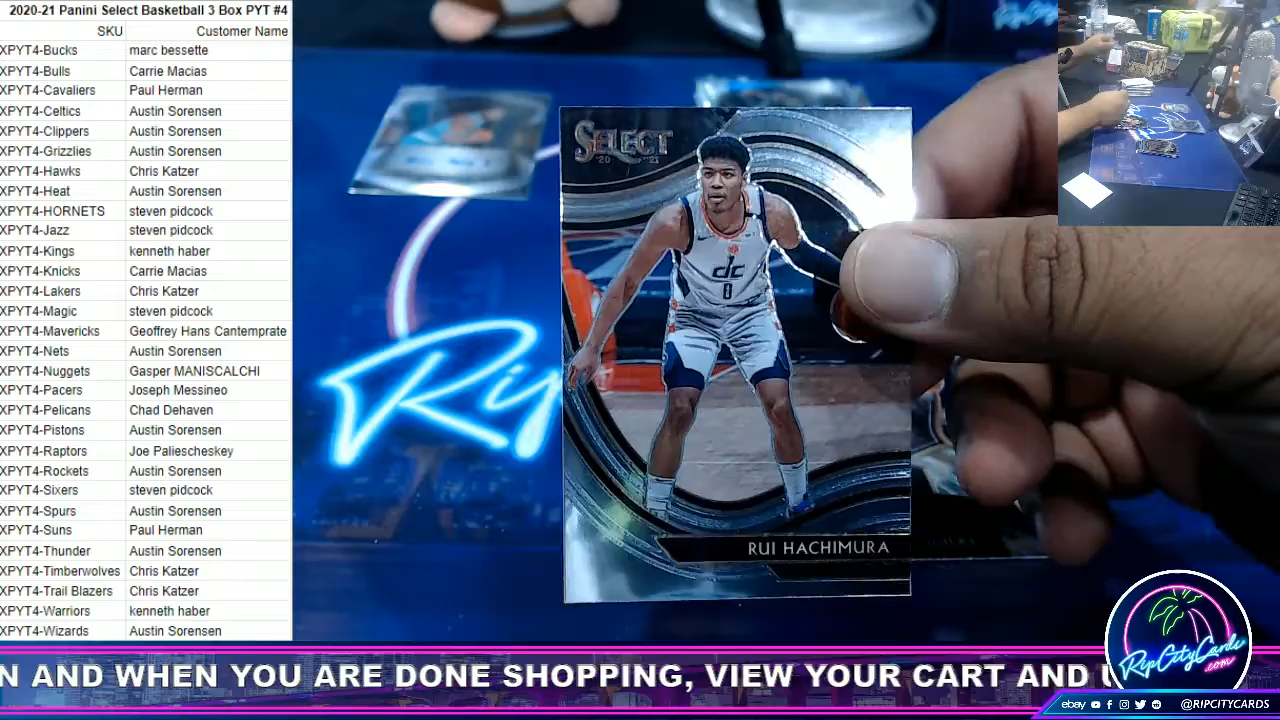 2020-21 Panini Select Basketball 3 Box PYT #4
SKU Customer Name
XPYT4-Bucks marc bessette
XPYT4-Bulls Carrie Macias
XPYT4-Cavaliers Paul Herman
XPYT4-Celtics Austin Sorensen
XPYT4-Clippers Austin Sorensen
XPYT4-Grizzlies Austin Sorensen
XPYT4-Hawks Chris Katzer
XPYT4-Heat Austin Sorensen
XPYT4-HORNETS steven pidcock
XPYT4-Jazz steven pidcock
XPYT4-Kings kenneth haber
XPYT4-Knicks Carrie Macias
XPYT4-Lakers Chris Katzer
XPYT4-Magic steven pidcock
XPYT4-Mavericks Geoffrey Hans Cantemprate
XPYT4-Nets Austin Sorensen
XPYT4-Nuggets Gasper MANISCALCHI
XPYT4-Pacers Joseph Messineo
XPYT4-Pelicans Chad Dehaven
XPYT4-Pistons Austin Sorensen
XPYT4-Raptors Joe Paliescheskey
XPYT4-Rockets Austin Sorensen
XPYT4-Sixers steven pidcock
XPYT4-Spurs Austin Sorensen
XPYT4-Suns Paul Herman
XPYT4-Thunder Austin Sorensen
XPYT4-Timberwolves Chris Katzer
XPYT4-Trail Blazers Chris Katzer
XPYT4-Warriors kenneth haber
XPYT4-Wizards Austin Sorensen
SELECT
20 21
dc
0
Rip
RUI HACHIMURA
N AND WHEN YOU ARE DONE SHOPPING, VIEW YOUR CART AND
RipCityCards
.com
ebay @RIPCITYCARDS